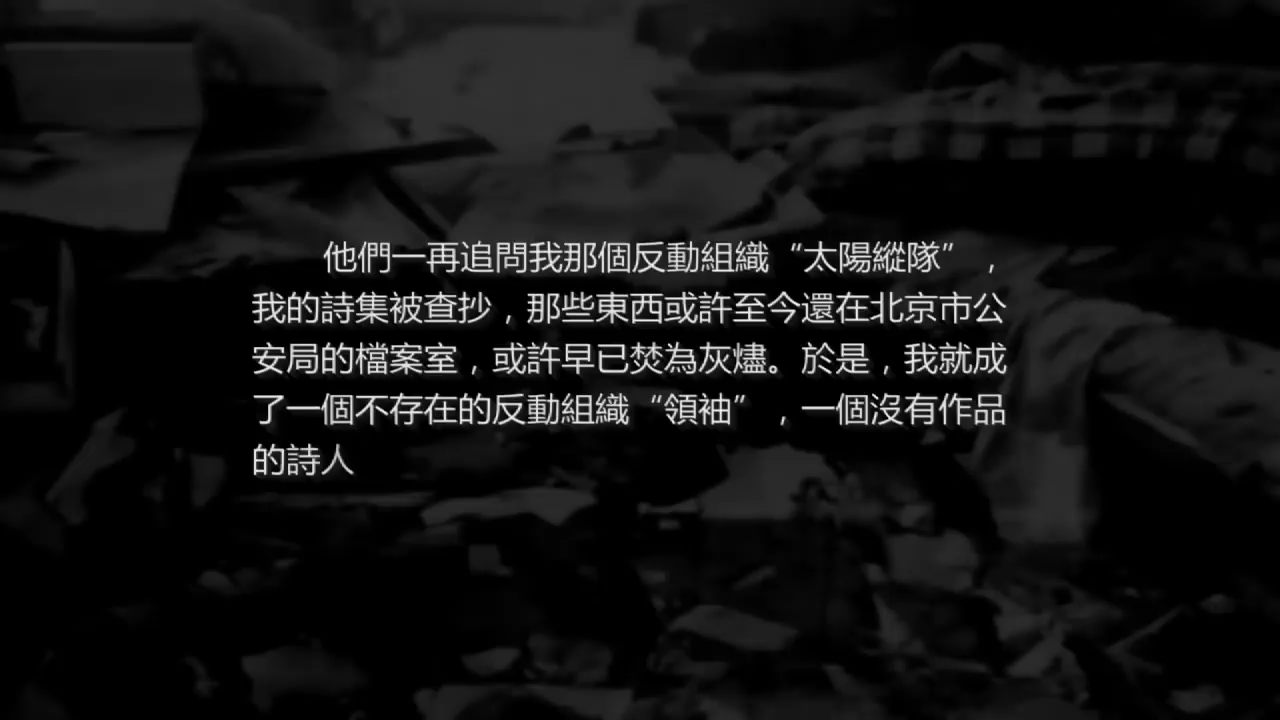 他們一再追問我那個反動組織“太陽縱隊”，
我的詩集被查抄，那些東西或許至今還在北京市公
安局的檔案室，或許早已焚為灰燼。於是，我就成
了一個不存在的反動組織“領袖”，一個沒有作品
的詩人